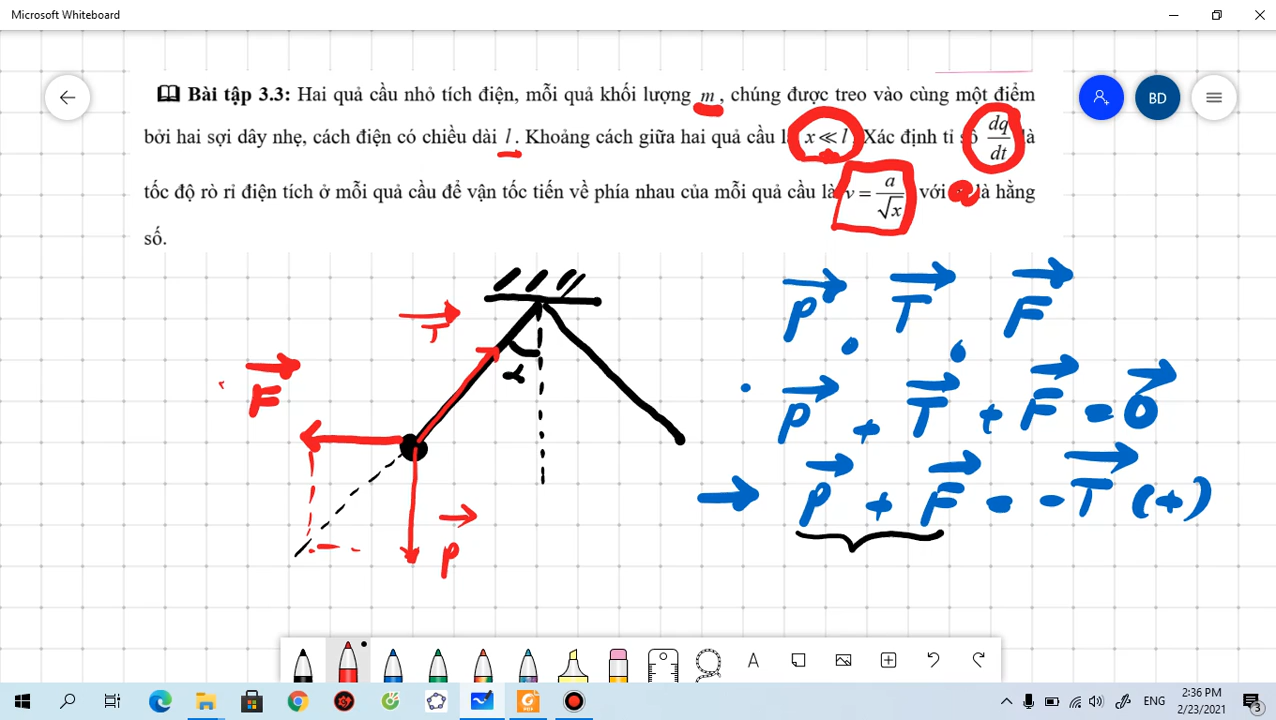 Microsoft Whiteboard
Bài tập 3.3: Hai quả cầu nhỏ tích điện, mỗi quả khối lượng m, chúng được treo vào cùng một điểm
bởi hai sợi dây nhẹ, cách điện có chiều dài l. Khoảng cách giữa hai quả cầu x ≪ l Xác định tỉ số dq/dt là
tốc độ rò rỉ điện tích ở mỗi quả cầu để vận tốc tiến về phía nhau của mỗi quả cầu là v = a/√x với là hằng
số.
BD
T
α
F
P
P, T, F
P + T + F = 0
→ P + F = -T (+)
A
ENG
2:36 PM
2/23/2021
3